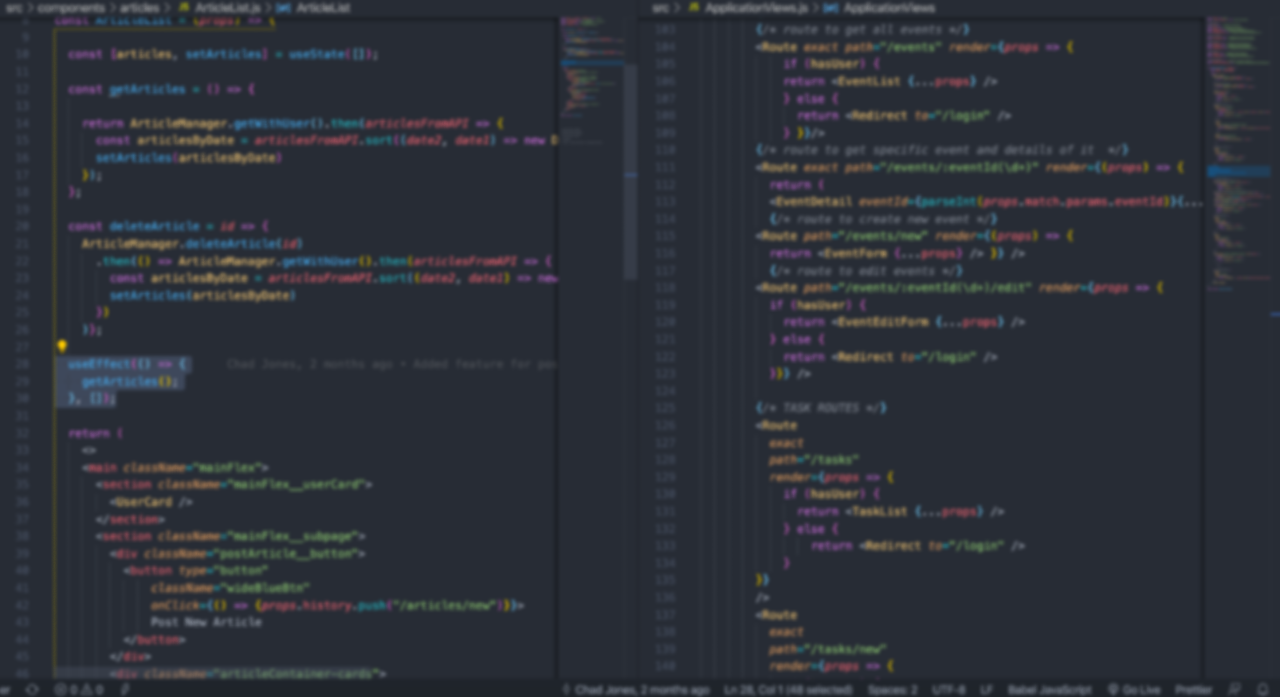 src > components > articles > ArticleList.js > ArticleList
const ArticleList = (props) => {
9
10 const [articles, setArticles] = useState([]);
11
12 const getArticles = () => {
13
14 return ArticleManager.getWithUser().then(articlesFromAPI => {
15 const articlesByDate = articlesFromAPI.sort((date2, date1) => new D
16 setArticles(articlesByDate)
17 });
18 };
19
20 const deleteArticle = id => {
21 ArticleManager.deleteArticle(id)
22 .then(() => ArticleManager.getWithUser().then(articlesFromAPI => {
23 const articlesByDate = articlesFromAPI.sort((date2, date1) => new
24 setArticles(articlesByDate)
25 })
26 )};
27
28 useEffect(() => { Chad Jones, 2 months ago • Added feature for
29 getArticles();
30 }, []);
31
32 return (
33 <>
34 <main className="mainFlex">
35 <section className="mainFlex__userCard">
36 <UserCard />
37 </section>
38 <section className="mainFlex__subpage">
39 <div className="postArticle__button">
40 <button type="button"
41 className="wideBlueBtn"
42 onClick={() => {props.history.push("/articles/new")}}>
43 Post New Article
44 </button>
45 </div>
46 <div className="articleContainer-cards">
src > ApplicationViews.js > ApplicationViews
103 {/* route to get all events */}
104 <Route exact path="/events" render={props => {
105 if (hasUser) {
106 return <EventList {...props} />
107 } else {
108 return <Redirect to="/login" />
109 } }}/>
110 {/* route to get specific event and details of it */}
111 <Route exact path="/events/:eventId(\d+)" render={(props) => {
112 return (
113 <EventDetail eventId={parseInt(props.match.params.eventId)}{...
114 {/* route to create new event */}
115 <Route path="/events/new" render={(props) => {
116 return <EventForm {...props} /> }} />
117 {/* route to edit events */}
118 <Route path="/events/:eventId(\d+)/edit" render={props => {
119 if (hasUser) {
120 return <EventEditForm {...props} />
121 } else {
122 return <Redirect to="/login" />
123 }}} />
124
125 {/* TASK ROUTES */}
126 <Route
127 exact
128 path="/tasks"
129 render={props => {
130 if (hasUser) {
131 return <TaskList {...props} />
132 } else {
133 return <Redirect to="/login" />
134 }
135 }}
136 />
137 <Route
138 exact
139 path="/tasks/new"
140 render={props => {
0 0 Chad Jones, 2 months ago Ln 28, Col 1 (48 selected) Spaces: 2 UTF-8 LF Babel JavaScript Go Live Prettier